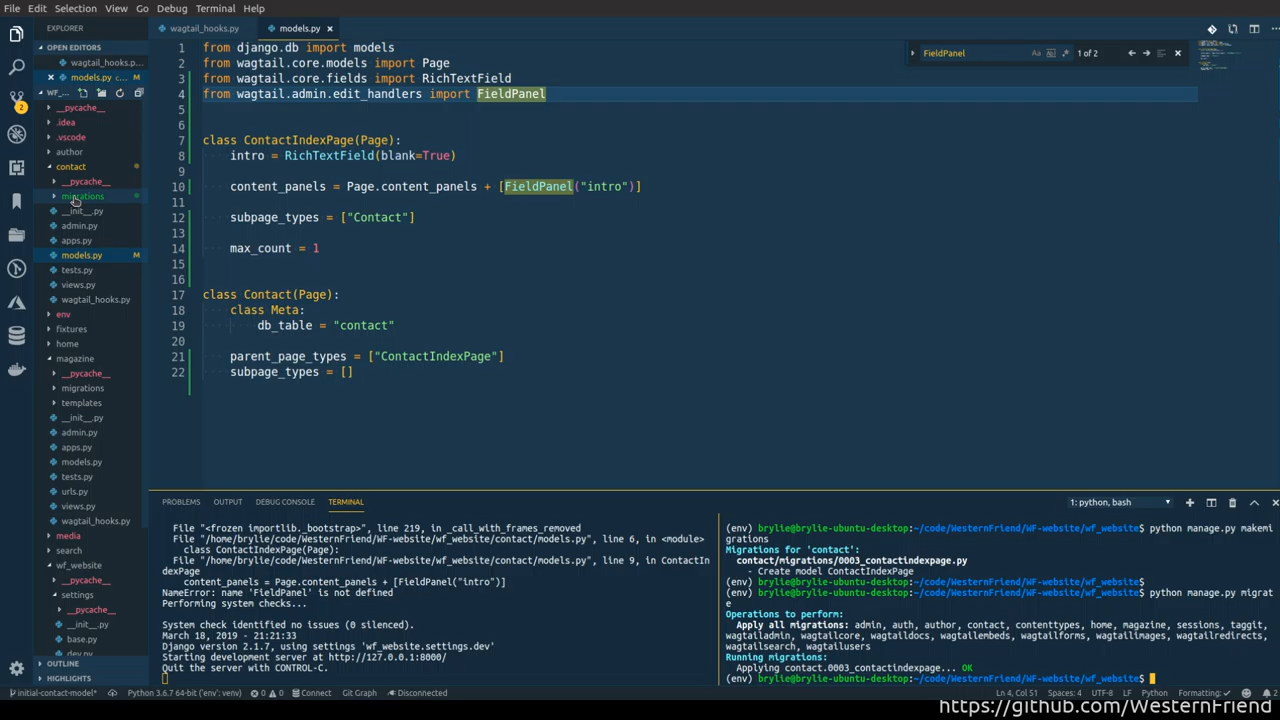 File Edit Selection View Go Debug Terminal Help
EXPLORER
OPEN EDITORS
wagtail_hooks.p...
models.py c... M
WF_...
__pycache__
.idea
.vscode
author
contact
__pycache__
migrations
__init__.py
admin.py
apps.py
models.py M
tests.py
views.py
wagtail_hooks.py
env
fixtures
home
magazine
__pycache__
migrations
templates
__init__.py
admin.py
apps.py
models.py
tests.py
urls.py
views.py
wagtail_hooks.py
media
search
wf_website
__pycache__
settings
__pycache__
__init__.py
base.py
dev.py
OUTLINE
HIGHLIGHTS
2
wagtail_hooks.py models.py
FieldPanel Aa 1 of 2
1 from django.db import models
2 from wagtail.core.models import Page
3 from wagtail.core.fields import RichTextField
4 from wagtail.admin.edit_handlers import FieldPanel
5
6
7 class ContactIndexPage(Page):
8 intro = RichTextField(blank=True)
9
10 content_panels = Page.content_panels + [FieldPanel("intro")]
11
12 subpage_types = ["Contact"]
13
14 max_count = 1
15
16
17 class Contact(Page):
18 class Meta:
19 db_table = "contact"
20
21 parent_page_types = ["ContactIndexPage"]
22 subpage_types = []
PROBLEMS OUTPUT DEBUG CONSOLE TERMINAL 1: python, bash
File "<frozen importlib._bootstrap>", line 219, in _call_with_frames_removed
File "/home/brylie/code/WesternFriend/WF-website/wf_website/contact/models.py", line 6, in <module>
class ContactIndexPage(Page):
File "/home/brylie/code/WesternFriend/WF-website/wf_website/contact/models.py", line 9, in ContactIn
dexPage
content_panels = Page.content_panels + [FieldPanel("intro")]
NameError: name 'FieldPanel' is not defined
Performing system checks...
System check identified no issues (0 silenced).
March 18, 2019 - 21:21:33
Django version 2.1.7, using settings 'wf_website.settings.dev'
Starting development server at http://127.0.0.1:8000/
Quit the server with CONTROL-C.
(env) brylie@brylie-ubuntu-desktop:~/code/WesternFriend/WF-website/wf_website$ python manage.py makemi
grations
Migrations for 'contact':
contact/migrations/0003_contactindexpage.py
- Create model ContactIndexPage
(env) brylie@brylie-ubuntu-desktop:~/code/WesternFriend/WF-website/wf_website$
(env) brylie@brylie-ubuntu-desktop:~/code/WesternFriend/WF-website/wf_website$ python manage.py migrat
e
Operations to perform:
Apply all migrations: admin, auth, author, contact, contenttypes, home, magazine, sessions, taggit,
wagtailadmin, wagtailcore, wagtaildocs, wagtailembeds, wagtailforms, wagtailimages, wagtailredirects,
wagtailsearch, wagtailusers
Running migrations:
Applying contact.0003_contactindexpage... OK
(env) brylie@brylie-ubuntu-desktop:~/code/WesternFriend/WF-website/wf_website$
initial-contact-model* Python 3.6.7 64-bit ('env': venv) 0 0 Connect Git Graph Disconnected Ln 4, Col 51 Spaces: 4 UTF-8 LF Python Formatting: ✓ 2
https://github.com/WesternFriend